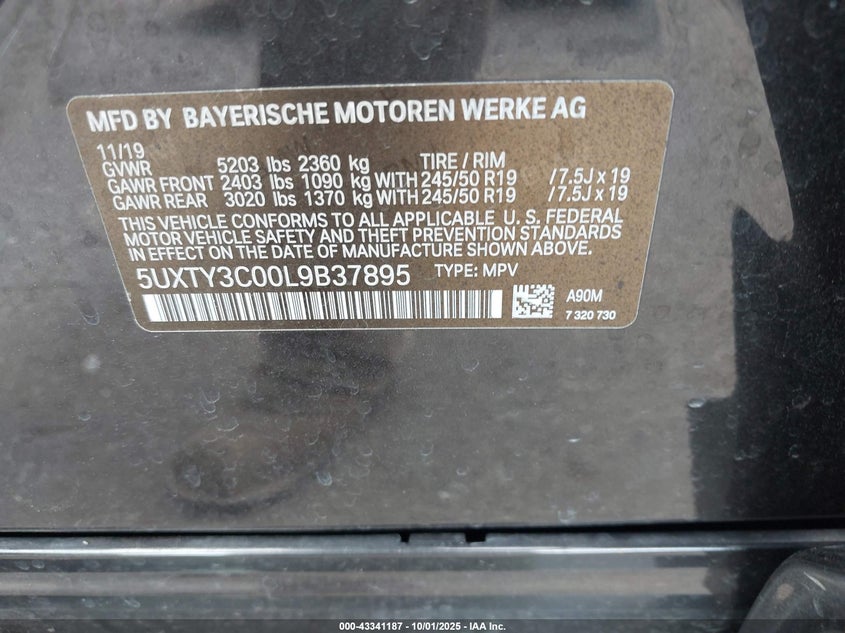 MFD BY BAYERISCHE MOTOREN WERKE AG
11/19
GVWR 5203 lbs 2360 kg TIRE / RIM
GAWR FRONT 2403 lbs 1090 kg WITH 245/50 R19 /7.5J x 19
GAWR REAR 3020 lbs 1370 kg WITH 245/50 R19 /7.5J x 19
THIS VEHICLE CONFORMS TO ALL APPLICABLE U. S. FEDERAL
MOTOR VEHICLE SAFETY AND THEFT PREVENTION STANDARDS
IN EFFECT ON THE DATE OF MANUFACTURE SHOWN ABOVE.
5UXTY3C00L9B37895 TYPE: MPV
A90M
7 320 730
000-43341187 - 10/01/2025 - IAA Inc.